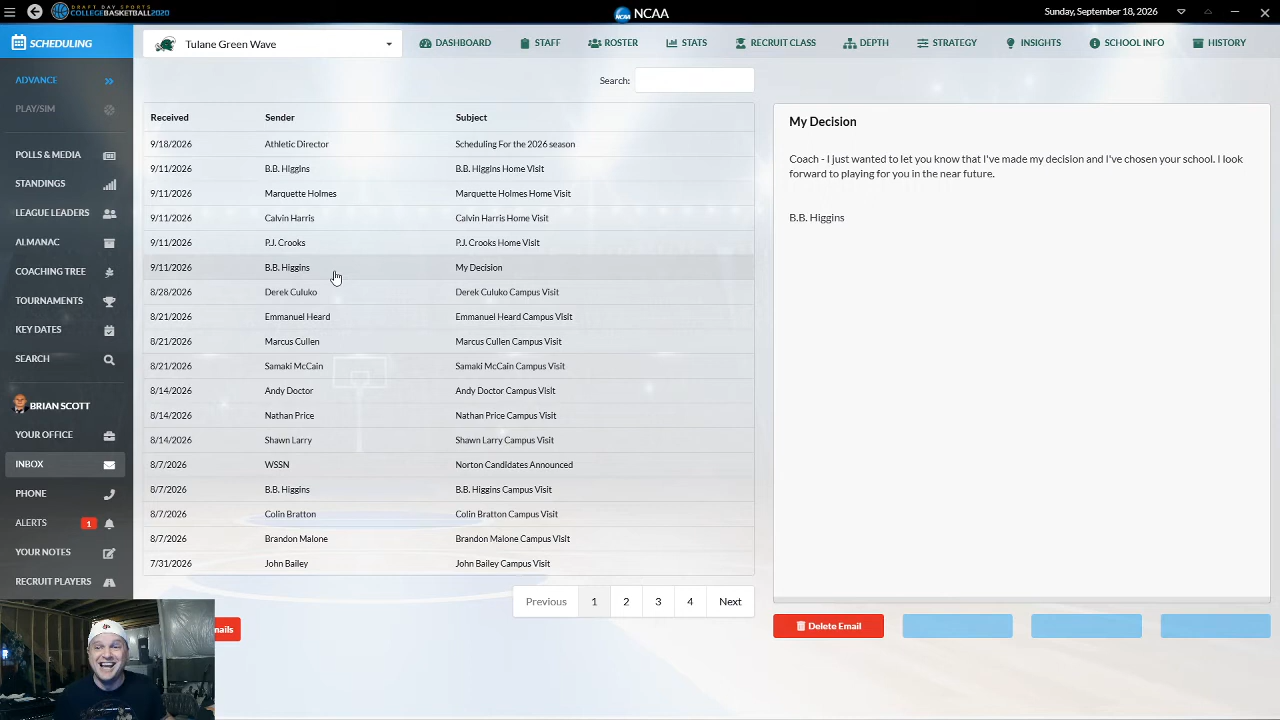 DRAFT DAY SPORTS
COLLEGEBASKETBALL2020
NCAA
Sunday, September 18, 2026
SCHEDULING
Tulane Green Wave
DASHBOARD
STAFF
ROSTER
STATS
RECRUIT CLASS
DEPTH
STRATEGY
INSIGHTS
SCHOOL INFO
HISTORY
ADVANCE
PLAY/SIM
POLLS & MEDIA
STANDINGS
LEAGUE LEADERS
ALMANAC
COACHING TREE
TOURNAMENTS
KEY DATES
SEARCH
BRIAN SCOTT
YOUR OFFICE
INBOX
PHONE
ALERTS 1
YOUR NOTES
RECRUIT PLAYERS
Search:
Received Sender Subject
9/18/2026 Athletic Director Scheduling For the 2026 season
9/11/2026 B.B. Higgins B.B. Higgins Home Visit
9/11/2026 Marquette Holmes Marquette Holmes Home Visit
9/11/2026 Calvin Harris Calvin Harris Home Visit
9/11/2026 P.J. Crooks P.J. Crooks Home Visit
9/11/2026 B.B. Higgins My Decision
8/28/2026 Derek Culuko Derek Culuko Campus Visit
8/21/2026 Emmanuel Heard Emmanuel Heard Campus Visit
8/21/2026 Marcus Cullen Marcus Cullen Campus Visit
8/21/2026 Samaki McCain Samaki McCain Campus Visit
8/14/2026 Andy Doctor Andy Doctor Campus Visit
8/14/2026 Nathan Price Nathan Price Campus Visit
8/14/2026 Shawn Larry Shawn Larry Campus Visit
8/7/2026 WSSN Norton Candidates Announced
8/7/2026 B.B. Higgins B.B. Higgins Campus Visit
8/7/2026 Colin Bratton Colin Bratton Campus Visit
8/7/2026 Brandon Malone Brandon Malone Campus Visit
7/31/2026 John Bailey John Bailey Campus Visit
Previous 1 2 3 4 Next
My Decision
Coach - I just wanted to let you know that I've made my decision and I've chosen your school. I look
forward to playing for you in the near future.
B.B. Higgins
Delete Email